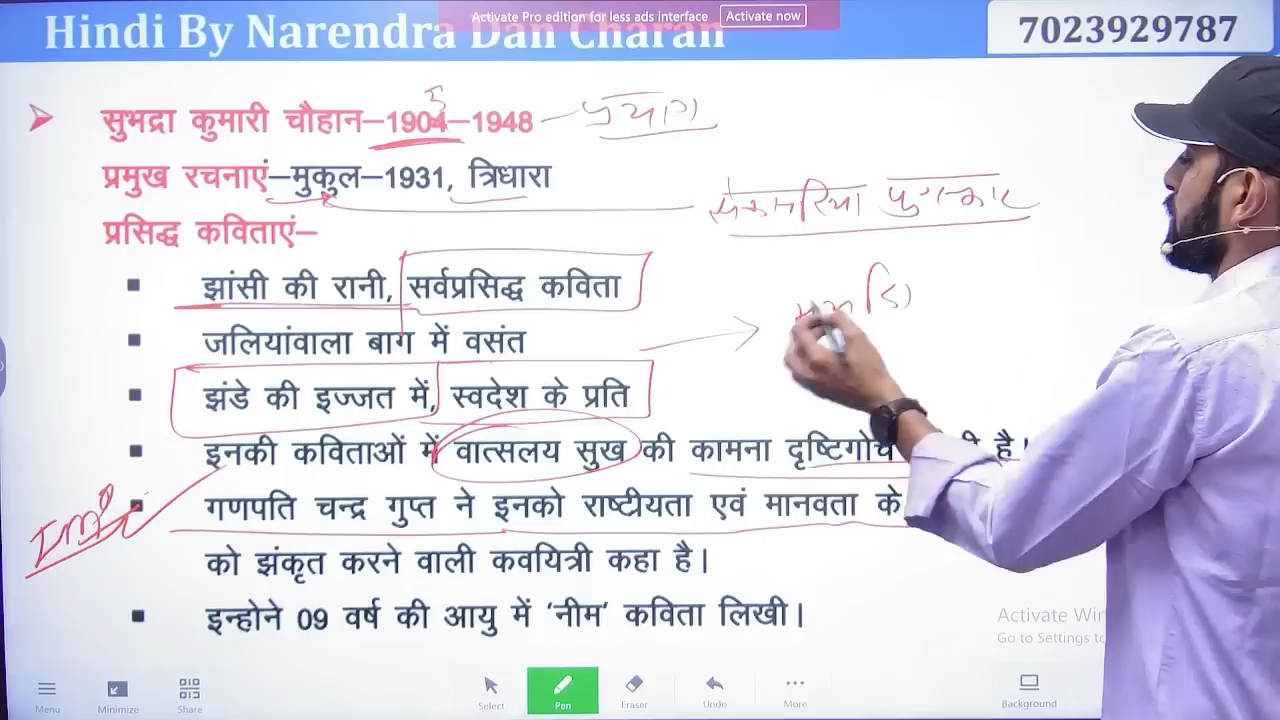 Activate Pro edition for less ads interface Activate now
Hindi By Narendra Dan Charan
7023929787
सुभद्रा कुमारी चौहान–1904–1948 प्रयाग
5
प्रमुख रचनाएं–मुकुल–1931, त्रिधारा
सेकसरिया पुरस्कार
प्रसिद्ध कविताएं–
झांसी की रानी, सर्वप्रसिद्ध कविता
जलियांवाला बाग में वसंत
झंडे की इज्जत में, स्वदेश के प्रति
इनकी कविताओं में वात्सलय सुख की कामना दृष्टिगोच है।
गणपति चन्द्र गुप्त ने इनको राष्टीयता एवं मानवता के
Imp
को झंकृत करने वाली कवयित्री कहा है।
इन्होने 09 वर्ष की आयु में 'नीम' कविता लिखी।
Activate Wi
Go to Settings t
Menu Minimize Share Select Pen Eraser Undo More Background